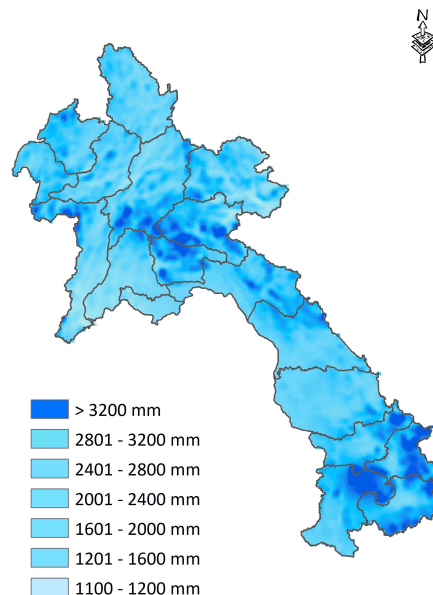 N
> 3200 mm
2801 - 3200 mm
2401 - 2800 mm
2001 - 2400 mm
1601 - 2000 mm
1201 - 1600 mm
1100 - 1200 mm